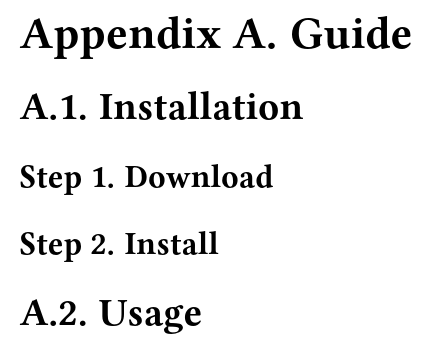 Appendix A. Guide
A.1. Installation
Step 1. Download
Step 2. Install
A.2. Usage